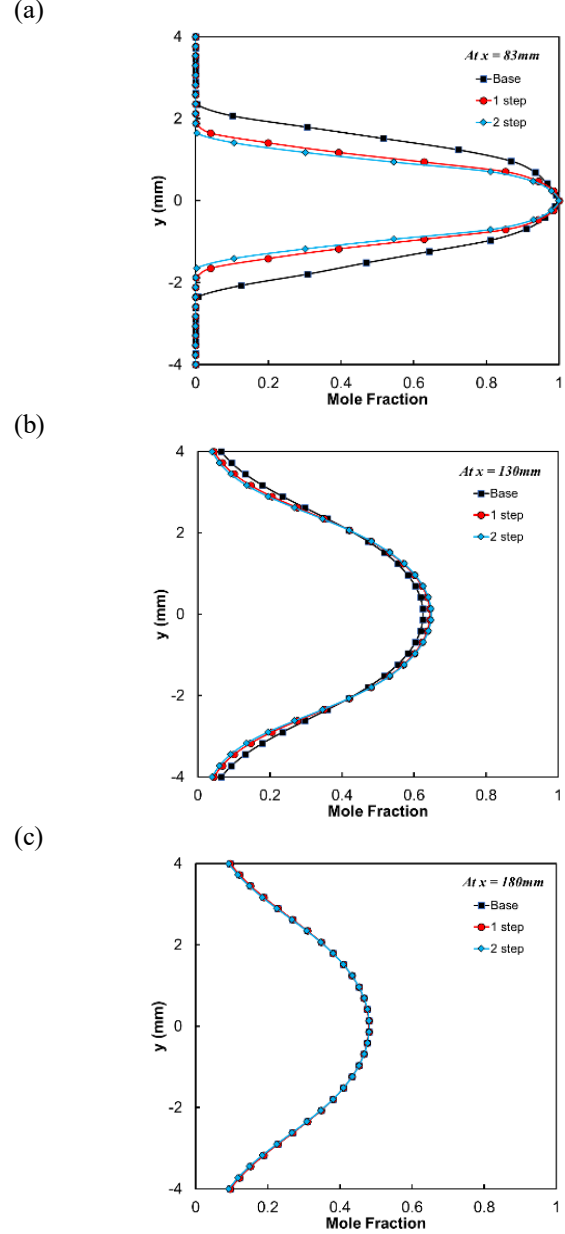 (a)
4
2
0
-2
-4
y (mm)
At x = 83mm
Base
1 step
2 step
0 0.2 0.4 0.6 0.8 1
Mole Fraction
(b)
4
2
0
-2
-4
y (mm)
At x = 130mm
Base
1 step
2 step
0 0.2 0.4 0.6 0.8 1
Mole Fraction
(c)
4
2
0
-2
-4
y (mm)
At x = 180mm
Base
1 step
2 step
0 0.2 0.4 0.6 0.8 1
Mole Fraction